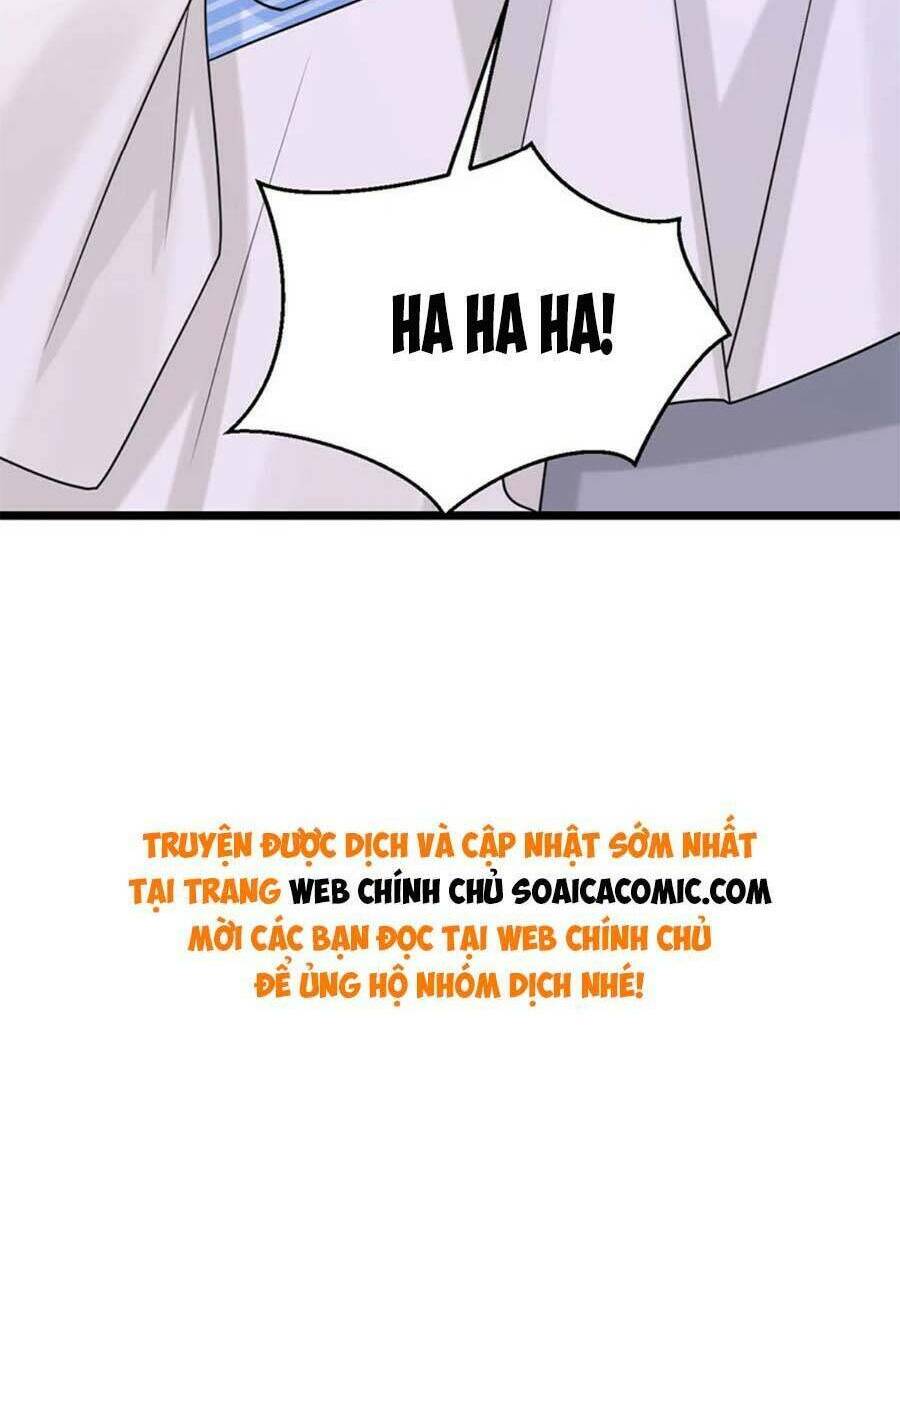 HA HA HA!
TRUYỆN ĐƯỢC DỊCH VÀ CẬP NHẬT SỚM NHẤT
TẠI TRANG WEB CHÍNH CHỦ SOAICACOMIC.COM
MỜI CÁC BẠN ĐỌC TẠI WEB CHÍNH CHỦ
ĐỂ ỦNG HỘ NHÓM DỊCH NHÉ!